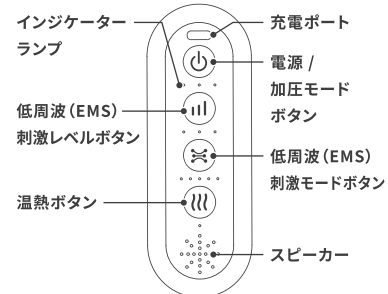 インジケーター
ランプ
低周波(EMS)
刺激レベルボタン
温熱ボタン
充電ポート
電源 /
加圧モード
ボタン
低周波(EMS)
刺激モードボタン
スピーカー